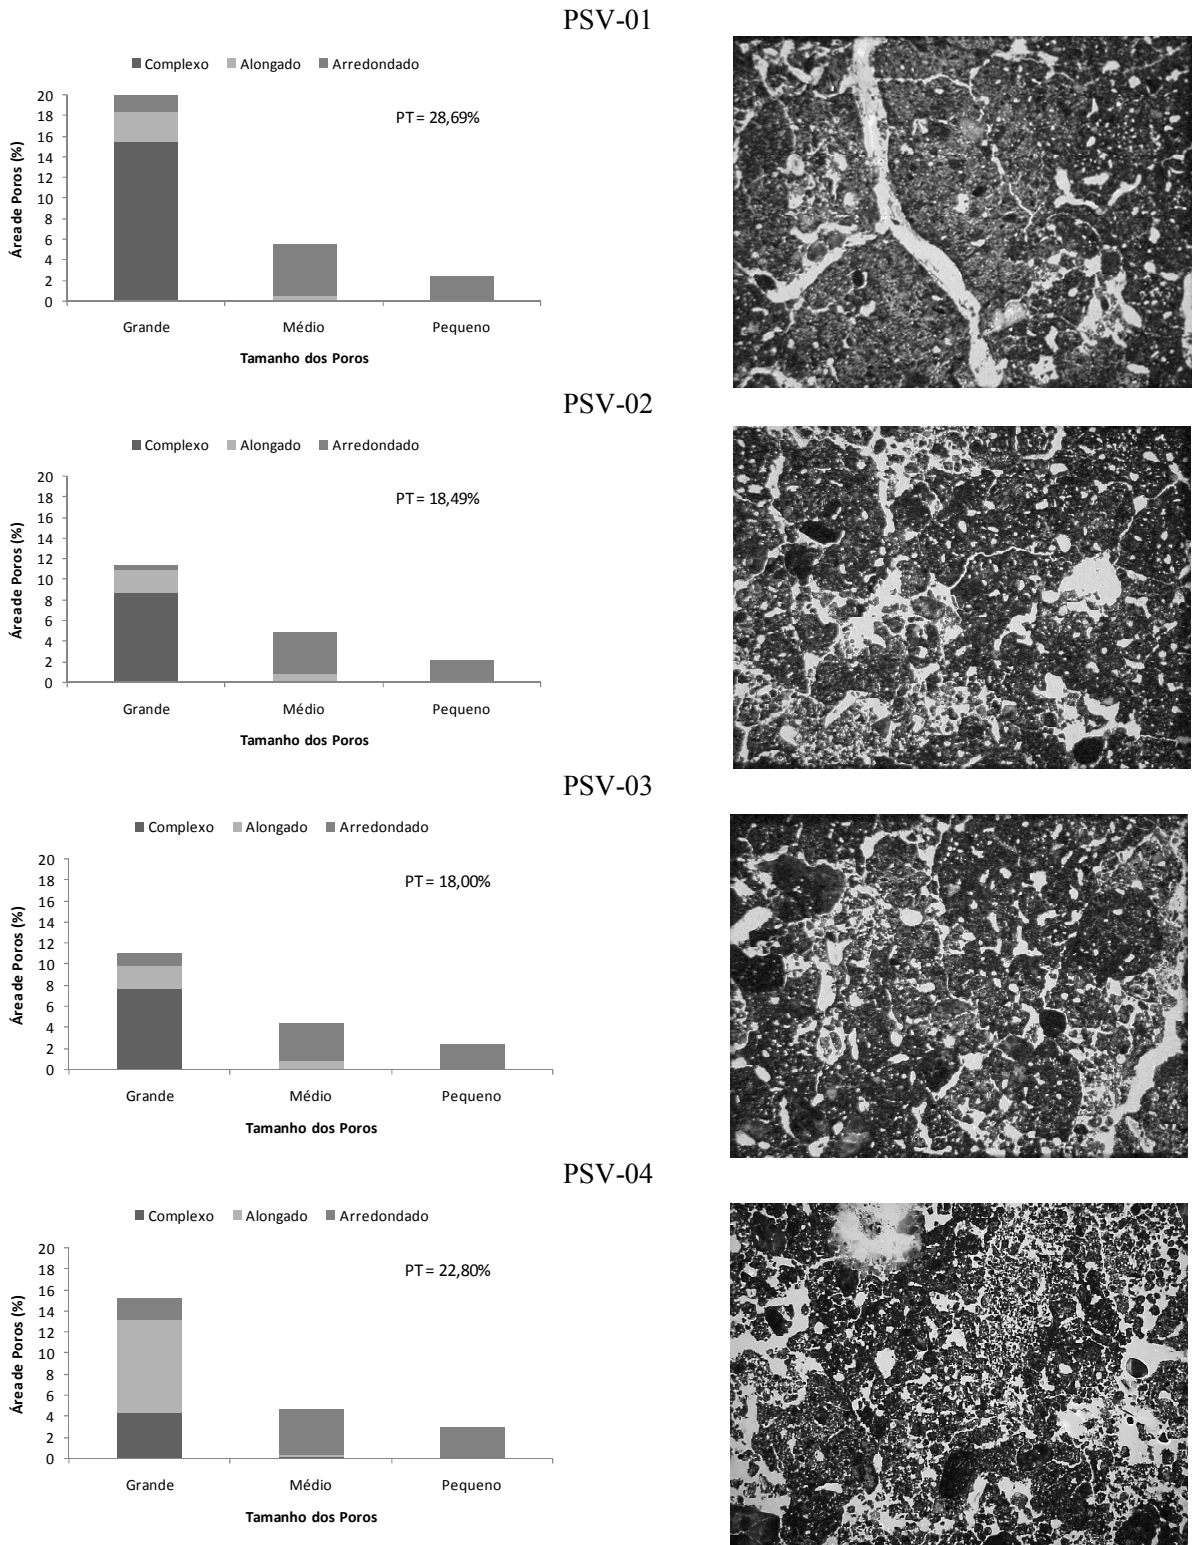 PSV-01
Complexo Alongado Arredondado
PT = 28,69%
Área de Poros (%)
20
18
16
14
12
10
8
6
4
2
0
Grande Médio Pequeno
Tamanho dos Poros
PSV-02
Complexo Alongado Arredondado
PT = 18,49%
Área de Poros (%)
20
18
16
14
12
10
8
6
4
2
0
Grande Médio Pequeno
Tamanho dos Poros
PSV-03
Complexo Alongado Arredondado
PT = 18,00%
Área de Poros (%)
20
18
16
14
12
10
8
6
4
2
0
Grande Médio Pequeno
Tamanho dos Poros
PSV-04
Complexo Alongado Arredondado
PT = 22,80%
Área de Poros (%)
20
18
16
14
12
10
8
6
4
2
0
Grande Médio Pequeno
Tamanho dos Poros